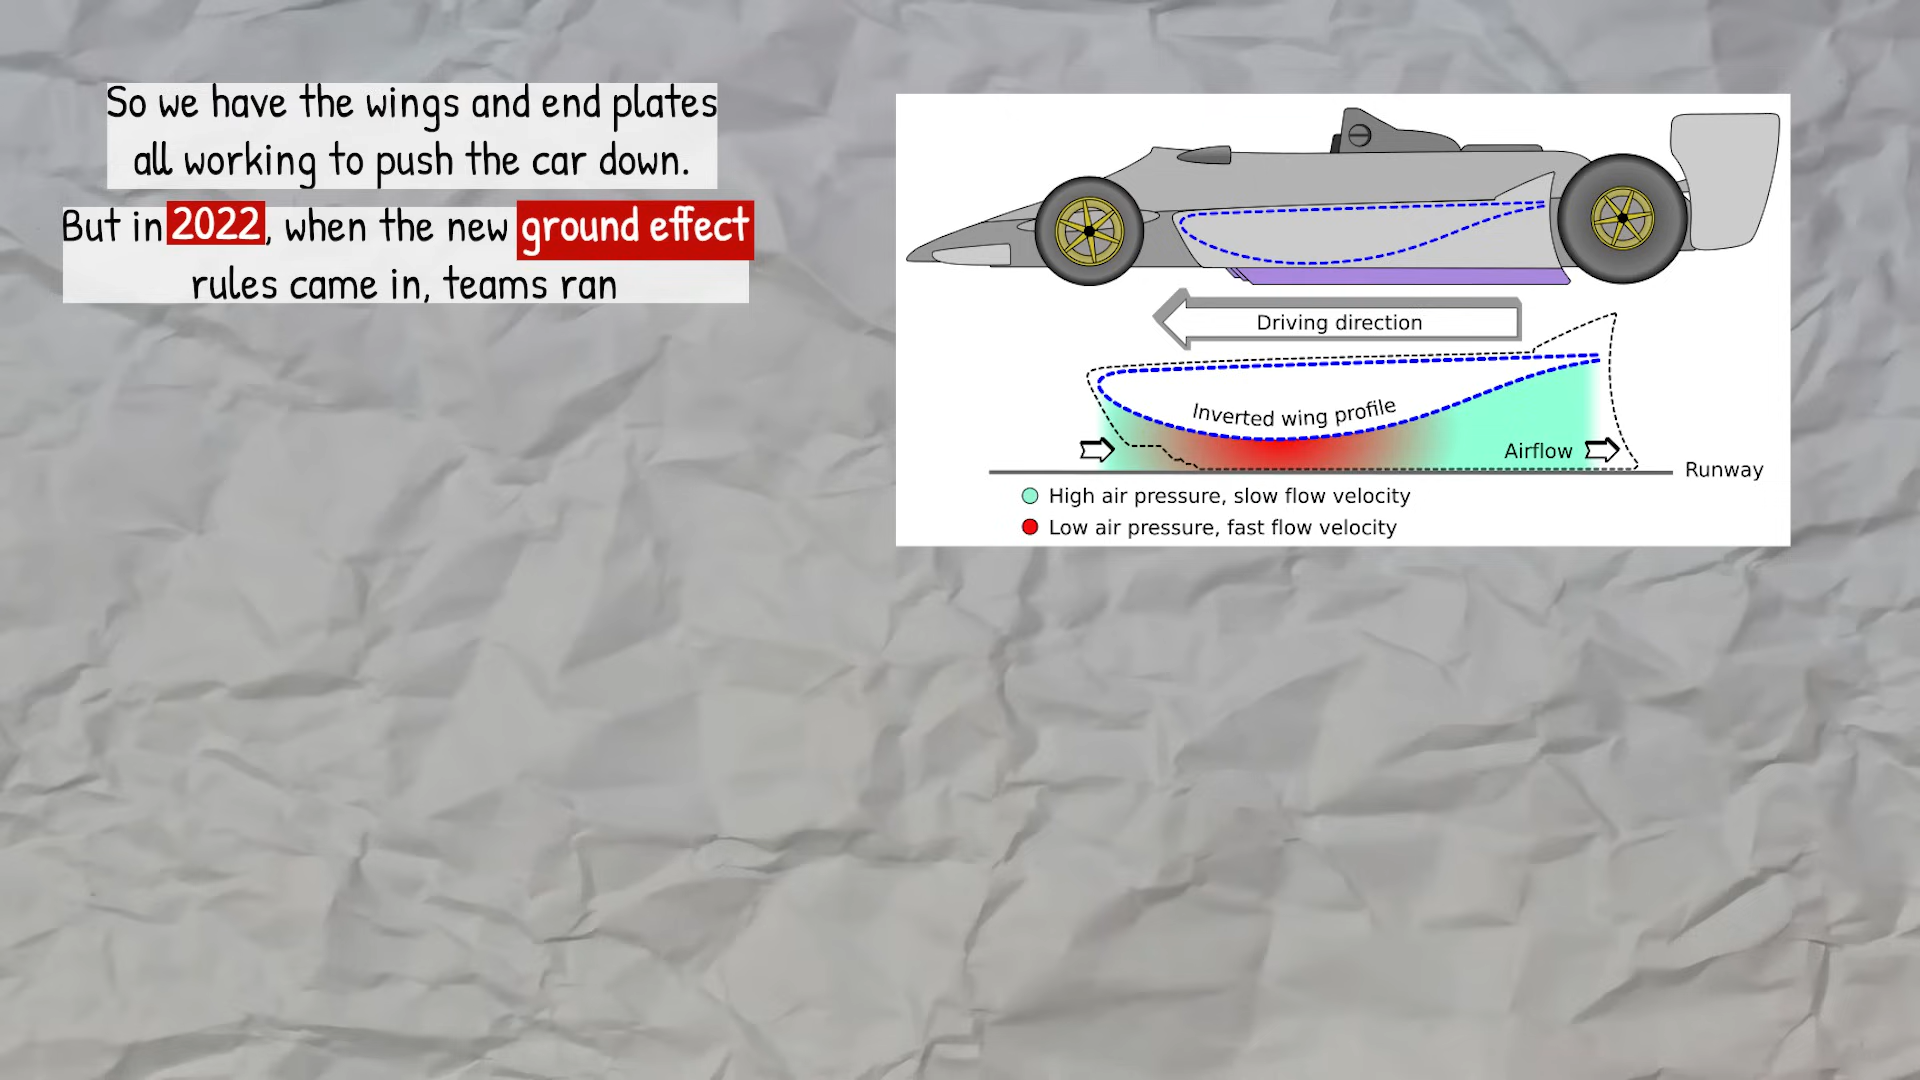 So we have the wings and end plates
all working to push the car down.
But in 2022, when the new ground effect
rules came in, teams ran
Driving direction
Inverted wing profile
Airflow
Runway
High air pressure, slow flow velocity
Low air pressure, fast flow velocity